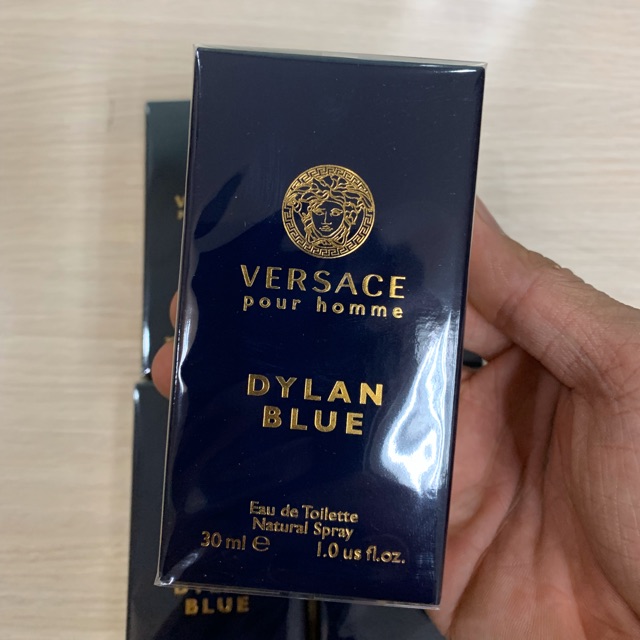 VERSACE
pour homme
DYLAN
BLUE
Eau de Toilette
Natural Spray
30 ml ℮ 1.0 us fl.oz.
BLUE